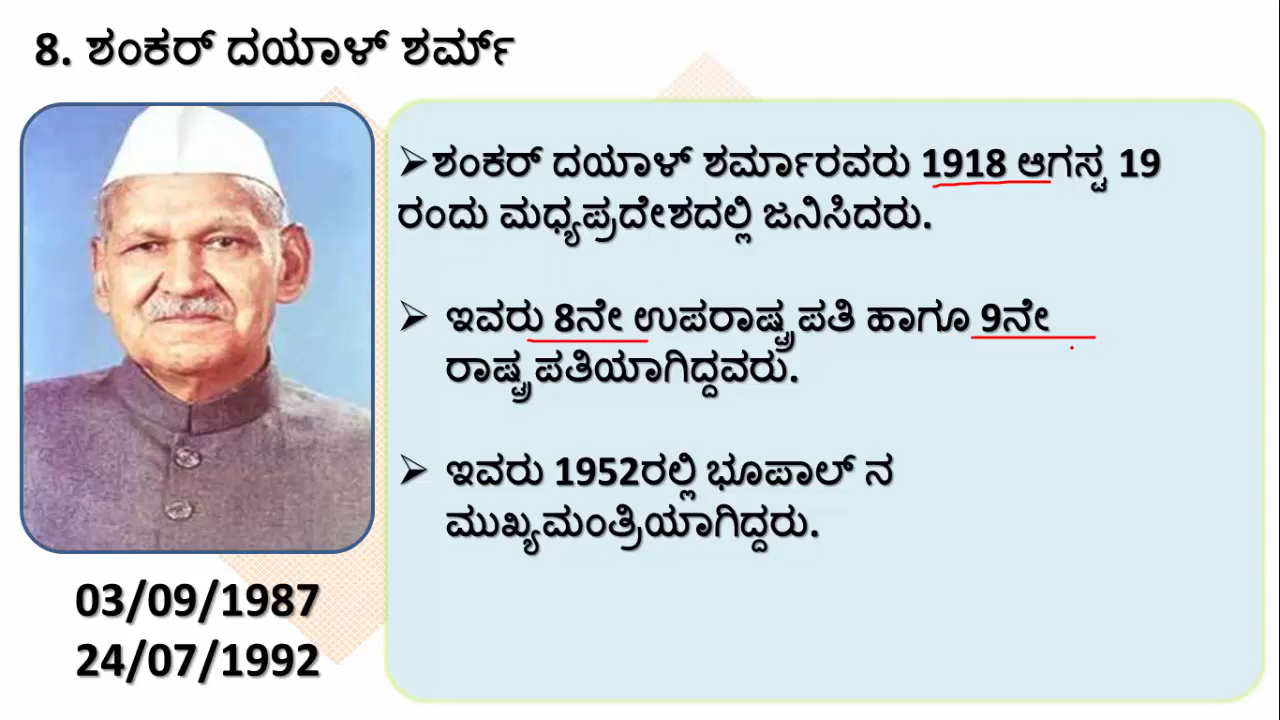 8. ಶಂಕರ್ ದಯಾಳ್ ಶರ್ಮ್
➢ಶಂಕರ್ ದಯಾಳ್ ಶರ್ಮಾರವರು 1918 ಆಗಸ್ಟ 19
ರಂದು ಮಧ್ಯಪ್ರದೇಶದಲ್ಲಿ ಜನಿಸಿದರು.
➢ ಇವರು 8ನೇ ಉಪರಾಷ್ಟ್ರಪತಿ ಹಾಗೂ 9ನೇ
ರಾಷ್ಟ್ರಪತಿಯಾಗಿದ್ದವರು.
➢ ಇವರು 1952ರಲ್ಲಿ ಭೂಪಾಲ್ ನ
ಮುಖ್ಯಮಂತ್ರಿಯಾಗಿದ್ದರು.
03/09/1987
24/07/1992